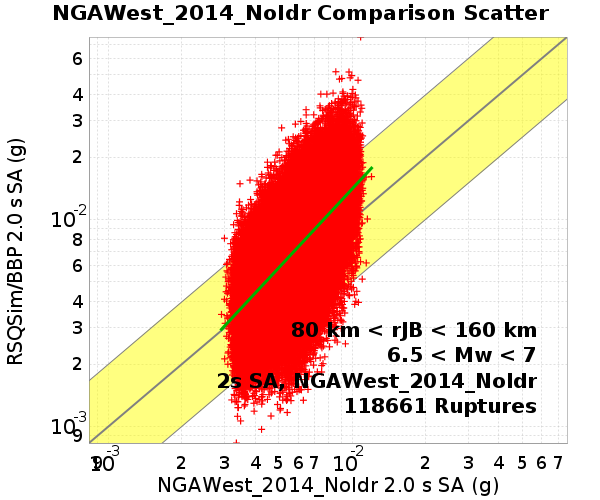 NGAWest_2014_NoIdr Comparison Scatter
RSQSim/BBP 2.0 s SA (g)
6
4
3
2
10-2
8
6
4
3
2
10-3
9
80 km < rJB < 160 km
6.5 < Mw < 7
2s SA, NGAWest_2014_NoIdr
118661 Ruptures
9 10-3 2 3 4 5 6 7 10-2 2 3 4 5 6 7
NGAWest_2014_NoIdr 2.0 s SA (g)